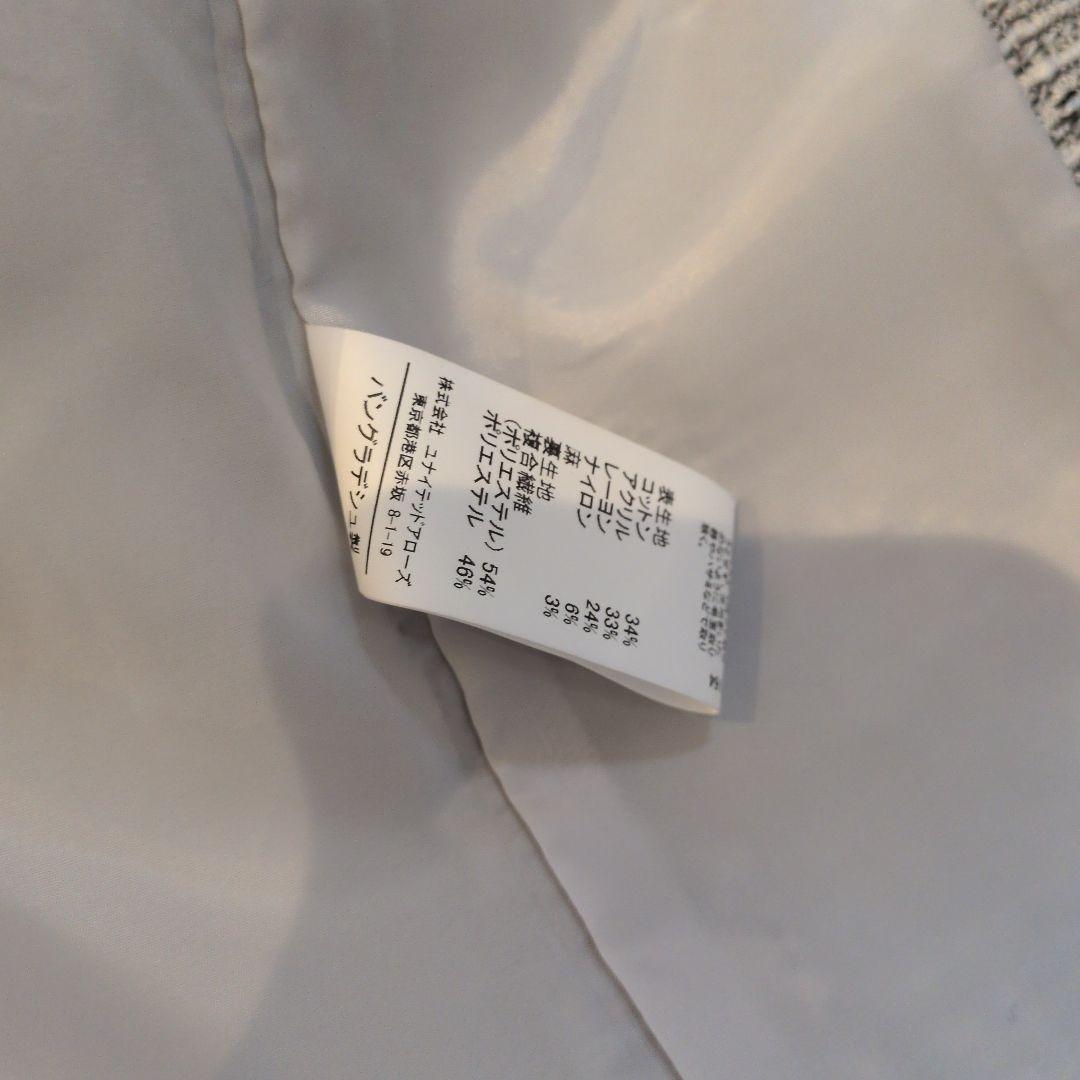 表生地
コットン 34%
アクリル 33%
レーヨン 24%
ナイロン 6%
麻 3%
裏生地
複合繊維
(ポリエステル) 54%
ポリエステル 46%
株式会社 ユナイテッドアローズ
東京都港区赤坂 8-1-19
バングラデシュ製